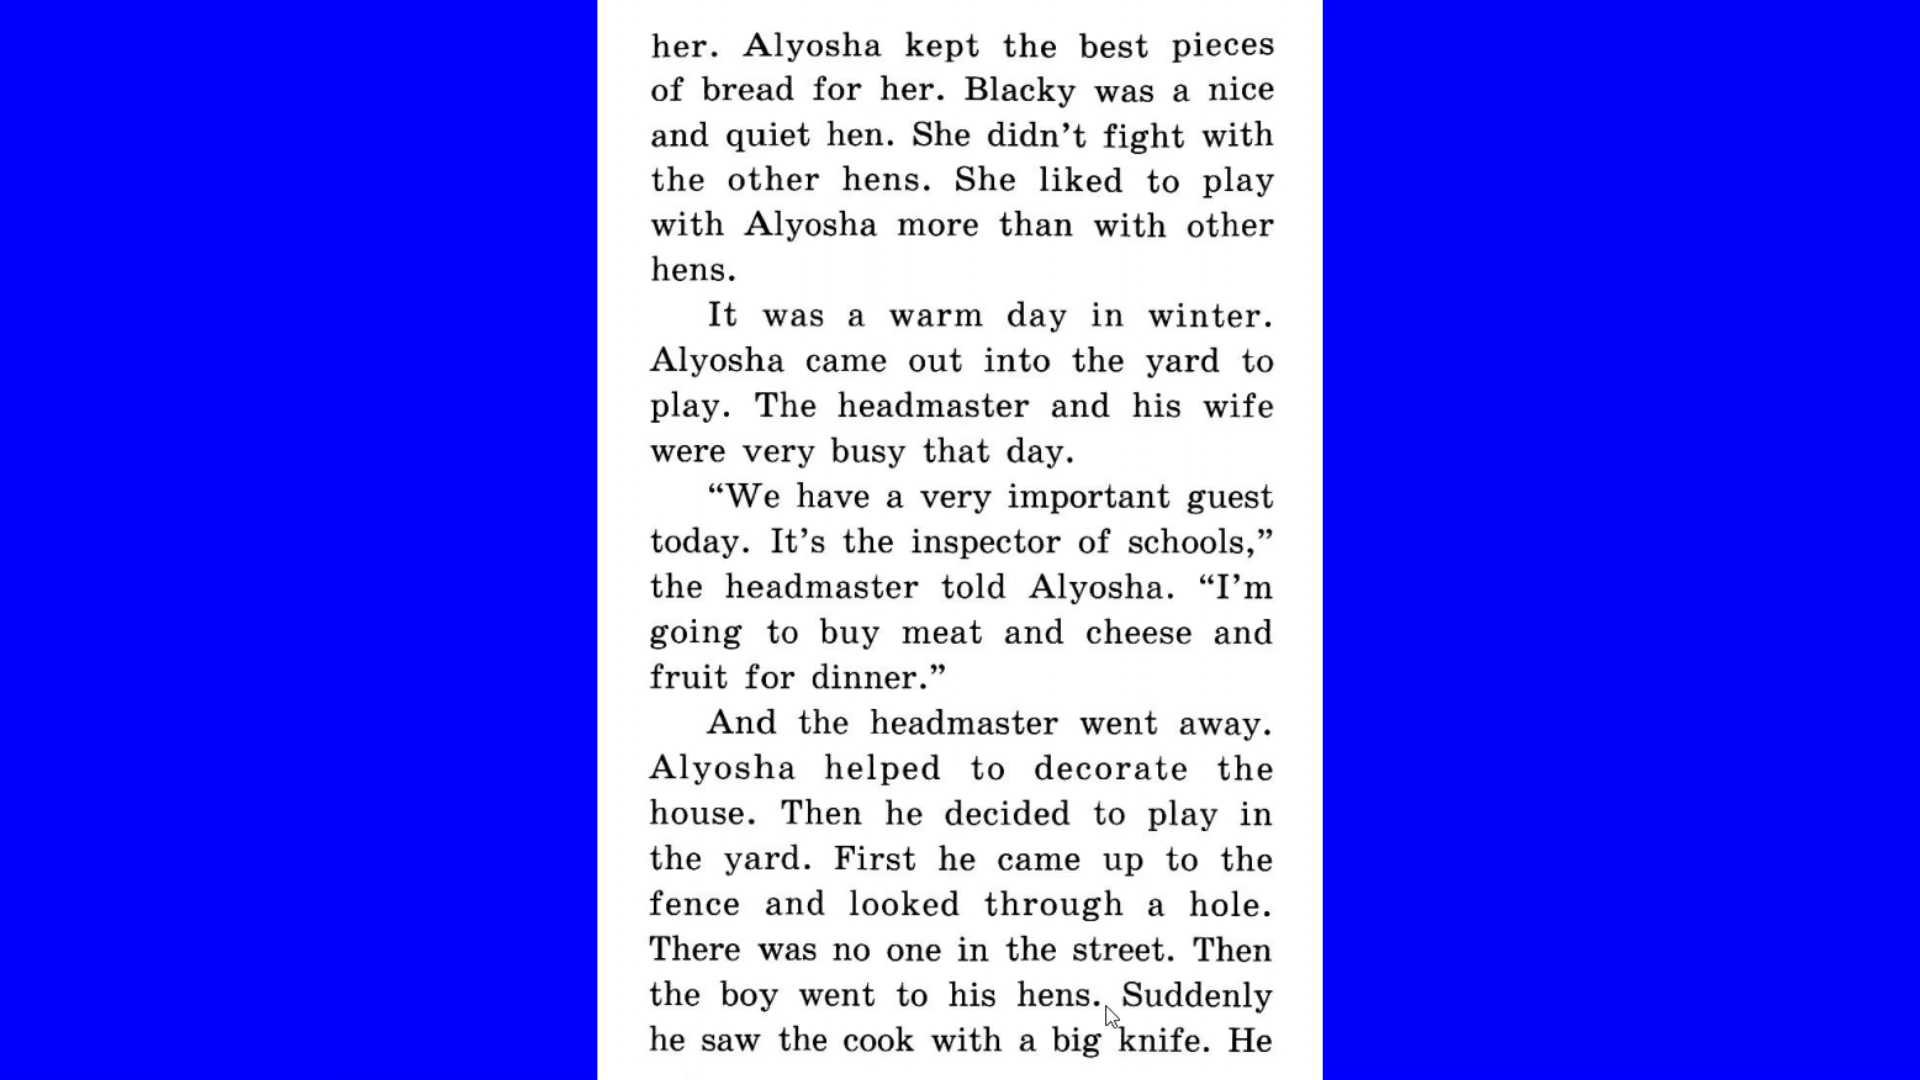 her. Alyosha kept the best pieces
of bread for her. Blacky was a nice
and quiet hen. She didn’t fight with
the other hens. She liked to play
with Alyosha more than with other
hens.
It was a warm day in winter.
Alyosha came out into the yard to
play. The headmaster and his wife
were very busy that day.
“We have a very important guest
today. It’s the inspector of schools,”
the headmaster told Alyosha. “I’m
going to buy meat and cheese and
fruit for dinner.”
And the headmaster went away.
Alyosha helped to decorate the
house. Then he decided to play in
the yard. First he came up to the
fence and looked through a hole.
There was no one in the street. Then
the boy went to his hens. Suddenly
he saw the cook with a big knife. He